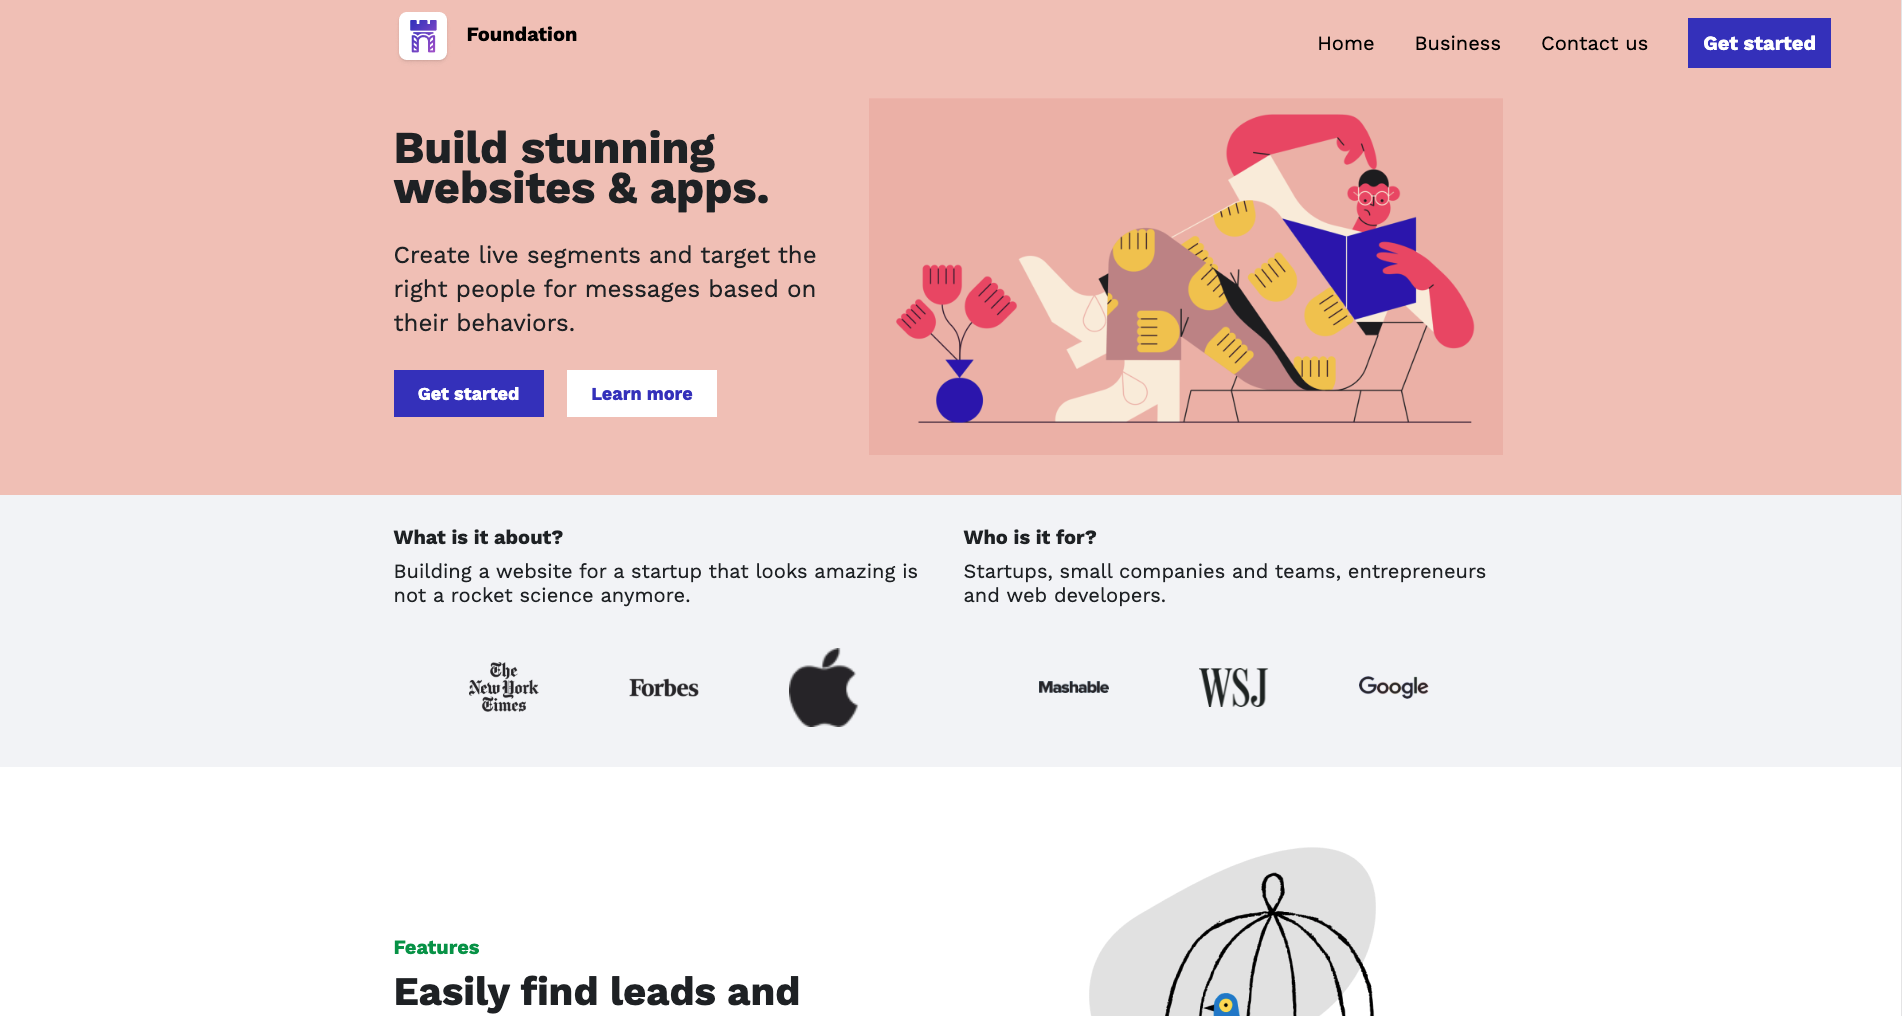 Foundation
Home
Business
Contact us
Get started
Build stunning
websites & apps.
Create live segments and target the
right people for messages based on
their behaviors.
Get started
Learn more
What is it about?
Building a website for a startup that looks amazing is
not a rocket science anymore.
Who is it for?
Startups, small companies and teams, entrepreneurs
and web developers.
The
New York
Times
Forbes
Mashable
WSJ
Google
Features
Easily find leads and